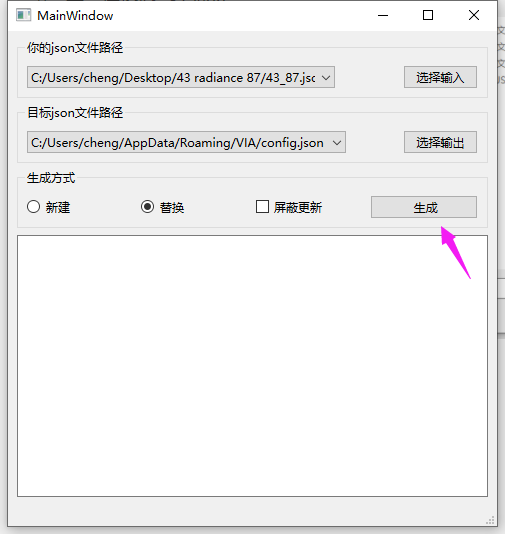 MainWindow
你的json文件路径
C:/Users/cheng/Desktop/43 radiance 87/43_87.jsc
选择输入
目标json文件路径
C:/Users/cheng/AppData/Roaming/VIA/config.json
选择输出
生成方式
新建 替换 屏蔽更新 生成